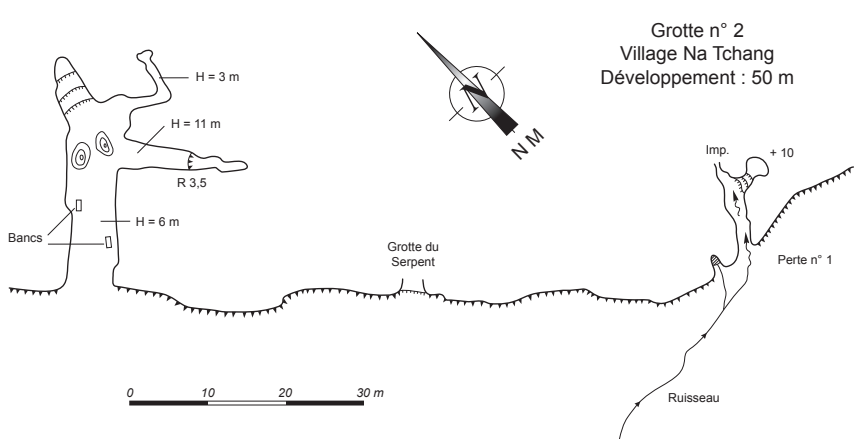 Grotte n° 2
Village Na Tchang
Développement : 50 m
H = 3 m
H = 11 m
R 3,5
H = 6 m
Bancs
N M
Imp.
+ 10
Grotte du
Serpent
Perte n° 1
0 10 20 30 m
Ruisseau